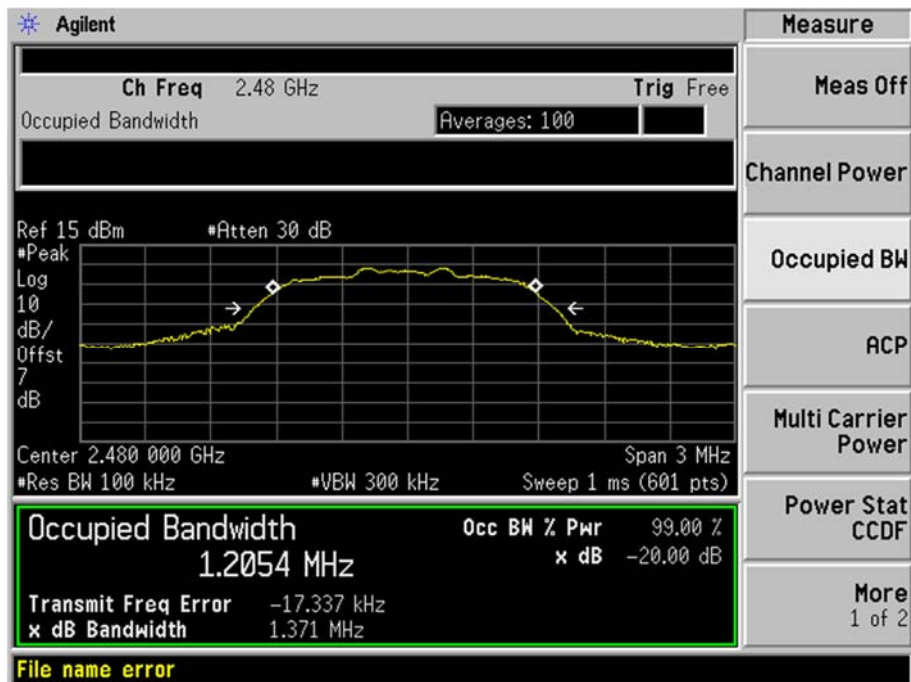 Agilent
Measure
Ch Freq 2.48 GHz Trig Free
Occupied Bandwidth Averages: 100
Meas Off
Channel Power
Occupied BW
ACP
Multi Carrier
Power
Power Stat
CCDF
More
1 of 2
Ref 15 dBm #Atten 30 dB
#Peak
Log
10
dB/
Offst
7
dB
Center 2.480 000 GHz Span 3 MHz
#Res BW 100 kHz #VBW 300 kHz Sweep 1 ms (601 pts)
Occupied Bandwidth
1.2054 MHz
Occ BW % Pwr 99.00 %
x dB -20.00 dB
Transmit Freq Error -17.337 kHz
x dB Bandwidth 1.371 MHz
File name error